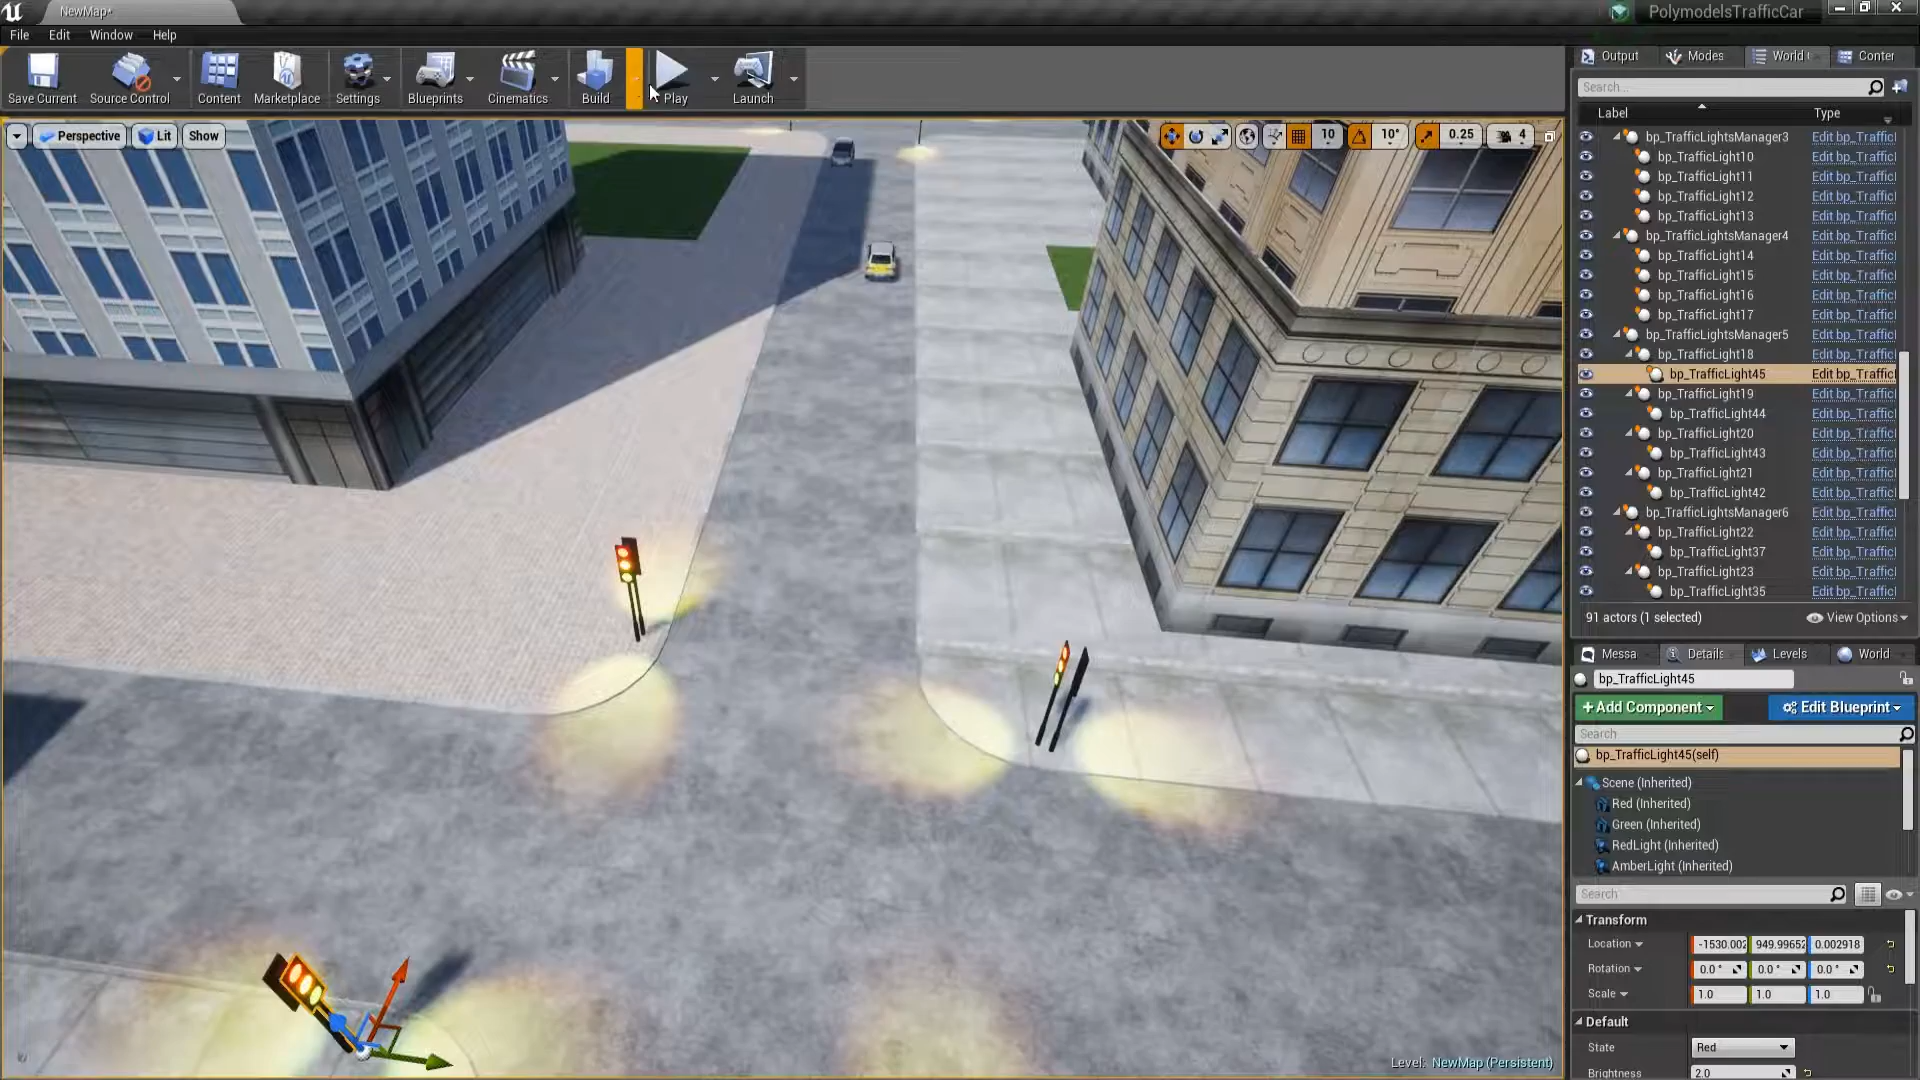 NewMap*
PolymodelsTrafficCar
File Edit Window Help
Save Current Source Control Content Marketplace Settings Blueprints Cinematics Build Play Launch
Output Modes World Conter
Search...
Label Type
Perspective Lit Show
10 10° 0.25 4
bp_TrafficLightsManager3 Edit bp_Traffic
bp_TrafficLight10 Edit bp_Traffic
bp_TrafficLight11 Edit bp_Traffic
bp_TrafficLight12 Edit bp_Traffic
bp_TrafficLight13 Edit bp_Traffic
bp_TrafficLightsManager4 Edit bp_Traffic
bp_TrafficLight14 Edit bp_Traffic
bp_TrafficLight15 Edit bp_Traffic
bp_TrafficLight16 Edit bp_Traffic
bp_TrafficLight17 Edit bp_Traffic
bp_TrafficLightsManager5 Edit bp_Traffic
bp_TrafficLight18 Edit bp_Traffic
bp_TrafficLight45 Edit bp_Traffic
bp_TrafficLight19 Edit bp_Traffic
bp_TrafficLight44 Edit bp_Traffic
bp_TrafficLight20 Edit bp_Traffic
bp_TrafficLight43 Edit bp_Traffic
bp_TrafficLight21 Edit bp_Traffic
bp_TrafficLight42 Edit bp_Traffic
bp_TrafficLightsManager6 Edit bp_Traffic
bp_TrafficLight22 Edit bp_Traffic
bp_TrafficLight37 Edit bp_Traffic
bp_TrafficLight23 Edit bp_Traffic
bp_TrafficLight35 Edit bp_Traffic
91 actors (1 selected) View Options
Messa Details Levels World
bp_TrafficLight45
+Add Component Edit Blueprint
Search
bp_TrafficLight45(self)
Scene (Inherited)
Red (Inherited)
Green (Inherited)
RedLight (Inherited)
AmberLight (Inherited)
Search
Transform
Location -1530.002 949.99652 0.002918
Rotation 0.0° 0.0° 0.0°
Scale 1.0 1.0 1.0
Default
State Red
Brightness 2.0
Level: NewMap (Persistent)